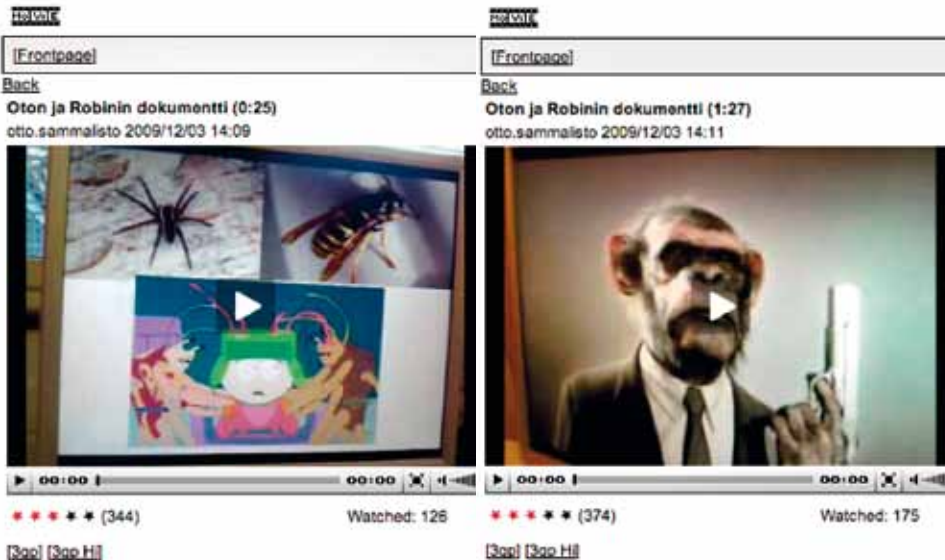 [Frontpage]
Back
Oton ja Robinin dokumentti (0:25)
otto.sammalisto 2009/12/03 14:09
00:00 00:00
(344) Watched: 126
[3gp] [3gp Hi]
[Frontpage]
Back
Oton ja Robinin dokumentti (1:27)
otto.sammalisto 2009/12/03 14:11
00:00 00:00
(374) Watched: 175
[3gp] [3gp Hi]